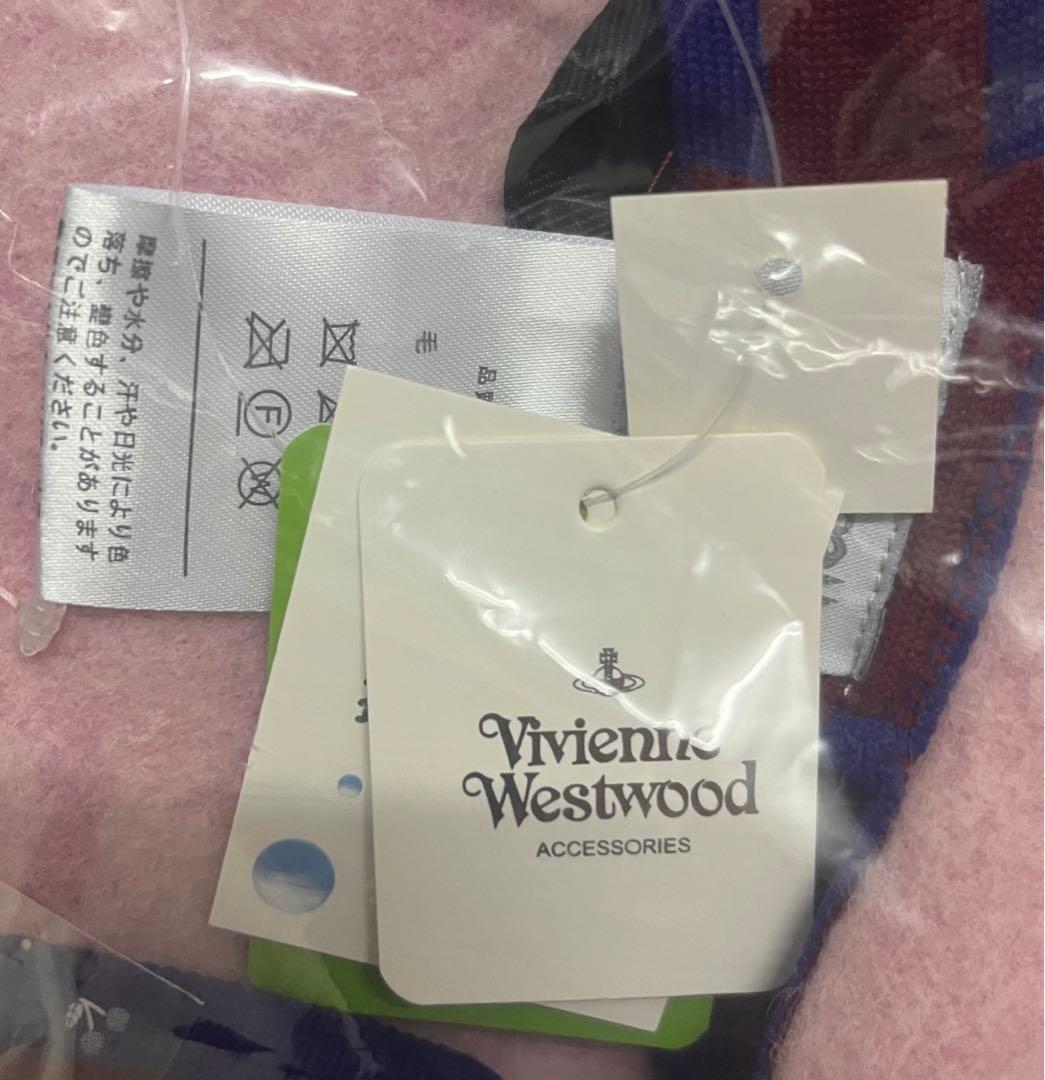 摩擦や水分、汗や日光により色
落ち、変色することがあります
のでご注意ください。
毛
品質
F
Vivienne
Westwood
ACCESSORIES